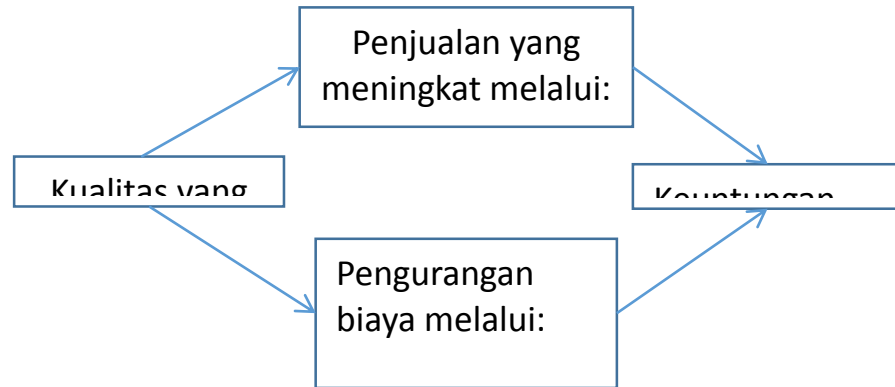 Penjualan yang
meningkat melalui:
Kualitas yang
Keuntungan
Pengurangan
biaya melalui: